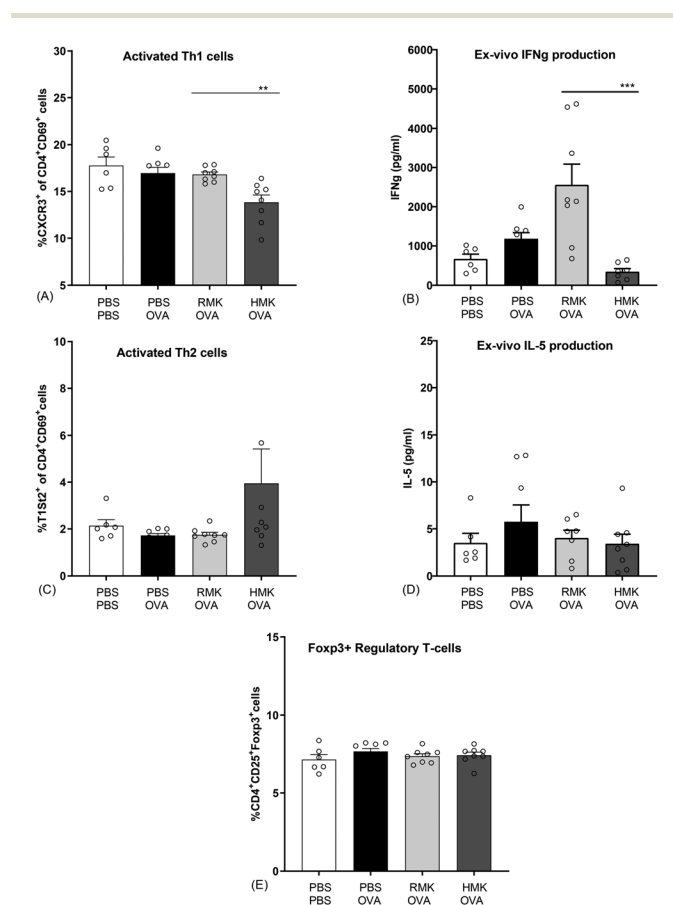 Activated Th1 cells
%CXCR3⁺ of CD4⁺CD69⁺ cells
30
25
20
15
10
5
**
(A)
PBS PBS RMK HMK
PBS OVA OVA OVA
Ex-vivo IFNg production
IFNg (pg/ml)
6000
5000
4000
3000
2000
1000
0
***
(B)
PBS PBS RMK HMK
PBS OVA OVA OVA
Activated Th2 cells
%T1St2⁺ of CD4⁺CD69⁺cells
10
8
6
4
2
0
(C)
PBS PBS RMK HMK
PBS OVA OVA OVA
Ex-vivo IL-5 production
IL-5 (pg/ml)
25
20
15
10
5
0
(D)
PBS PBS RMK HMK
PBS OVA OVA OVA
Foxp3+ Regulatory T-cells
%CD4⁺CD25⁺Foxp3⁺cells
15
10
5
0
(E)
PBS PBS RMK HMK
PBS OVA OVA OVA